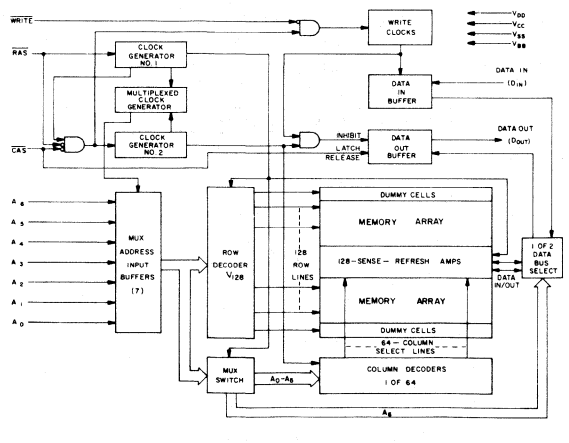 WRITE
WRITE
CLOCKS
VDD
VCC
VSS
VBB
RAS
CLOCK
GENERATOR
NO. 1
MULTIPLEXED
CLOCK
GENERATOR
DATA
IN
BUFFER
DATA IN
(DIN)
CAS
CLOCK
GENERATOR
NO. 2
INHIBIT
LATCH
RELEASE
DATA
OUT
BUFFER
DATA OUT
(DOUT)
A6
A5
A4
A3
A2
A1
A0
MUX
ADDRESS
INPUT
BUFFERS
(7)
ROW
DECODER
1/128
128
ROW
LINES
DUMMY CELLS
MEMORY ARRAY
128-SENSE-REFRESH AMPS
MEMORY ARRAY
DUMMY CELLS
1 OF 2
DATA
BUS
SELECT
DATA
IN/OUT
64-COLUMN
SELECT LINES
MUX
SWITCH
A0-A6
COLUMN DECODERS
1 OF 64
A6